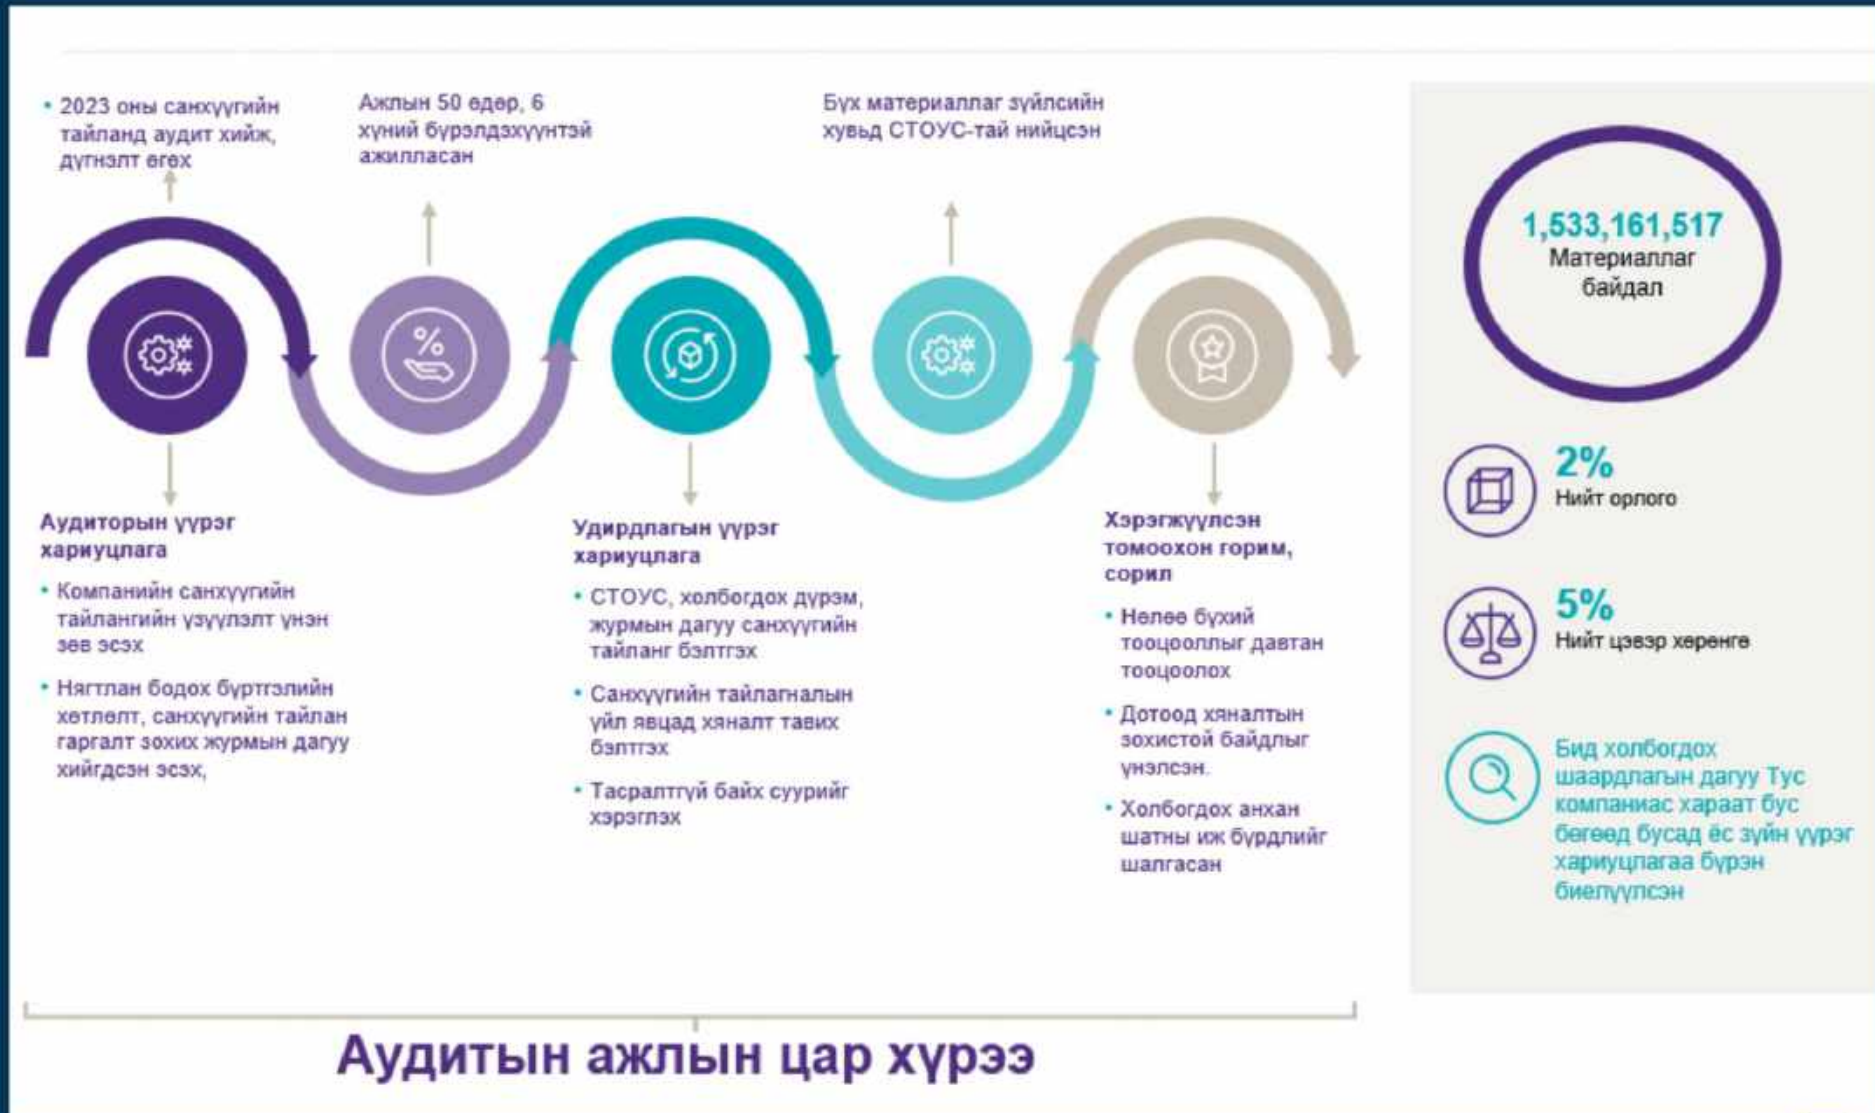 • 2023 оны санхүүгийн
тайланд аудит хийж,
дүгнэлт өгөх
Ажлын 50 өдөр, 6
хүний бүрэлдэхүүнтэй
ажилласан
Бүх материаллаг зүйлсийн
хувьд СТОУС-тай нийцсэн
%
Аудиторын үүрэг
хариуцлага
• Компанийн санхүүгийн
тайлангийн үзүүлэлт үнэн
зөв эсэх
• Нягтлан бодох бүртгэлийн
хөтлөлт, санхүүгийн тайлан
гаргалт зохих журмын дагуу
хийгдсэн эсэх,
Удирдлагын үүрэг
хариуцлага
• СТОУС, холбогдох дүрэм,
журмын дагуу санхүүгийн
тайланг бэлтгэх
• Санхүүгийн тайлагналын
үйл явцад хяналт тавих
бэлтгэх
• Тасралтгүй байх суурийг
хэрэглэх
Хэрэгжүүлсэн
томоохон горим,
сорил
• Нөлөө бүхий
тооцооллыг давтан
тооцоолох
• Дотоод хяналтын
зохистой байдлыг
үнэлсэн.
• Холбогдох анхан
шатны иж бүрдлийг
шалгасан
1,533,161,517
Материаллаг
байдал
2%
Нийт орлого
5%
Нийт цэвэр хөрөнгө
Бид холбогдох
шаардлагын дагуу Тус
компаниас хараат бус
бөгөөд бусад ёс зүйн үүрэг
хариуцлагаа бүрэн
биелүүлсэн
Аудитын ажлын цар хүрээ